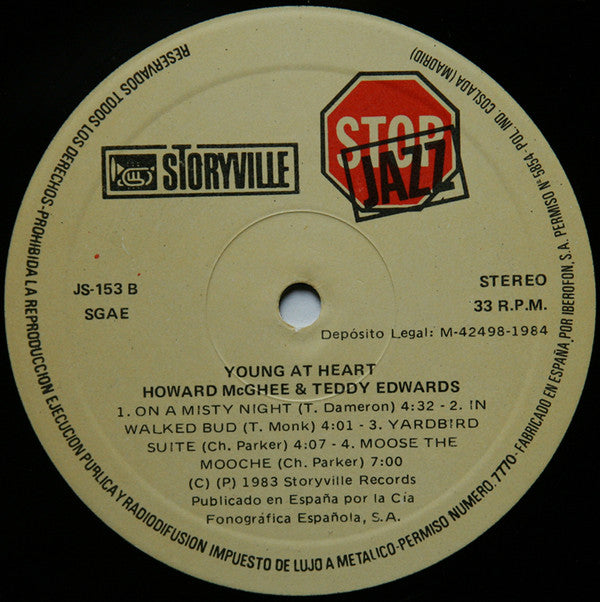 STORYVILLE
STOP
JAZZ
JS-153 B
SGAE
STEREO
33 R.P.M.
Depósito Legal: M-42498-1984
YOUNG AT HEART
HOWARD McGHEE & TEDDY EDWARDS
1. ON A MISTY NIGHT (T. Dameron) 4:32 - 2. IN
WALKED BUD (T. Monk) 4:01 - 3. YARDBIRD
SUITE (Ch. Parker) 4:07 - 4. MOOSE THE
MOOCHE (Ch. Parker) 7:00
(C) (P) 1983 Storyville Records
Publicado en España por la Cía
Fonográfica Española, S.A.
RESERVADOS TODOS LOS DERECHOS-PROHIBIDA LA REPRODUCCION EJECUCION PUBLICA Y RADIODIFUSION IMPUESTO DE LUJO A METALICO-PERMISO NUMERO. 7770-FABRICADO EN ESPAÑA, POR IBEROFON, S.A. PERMISO Nº 5854-POL. IND. COSLADA (MADRID)